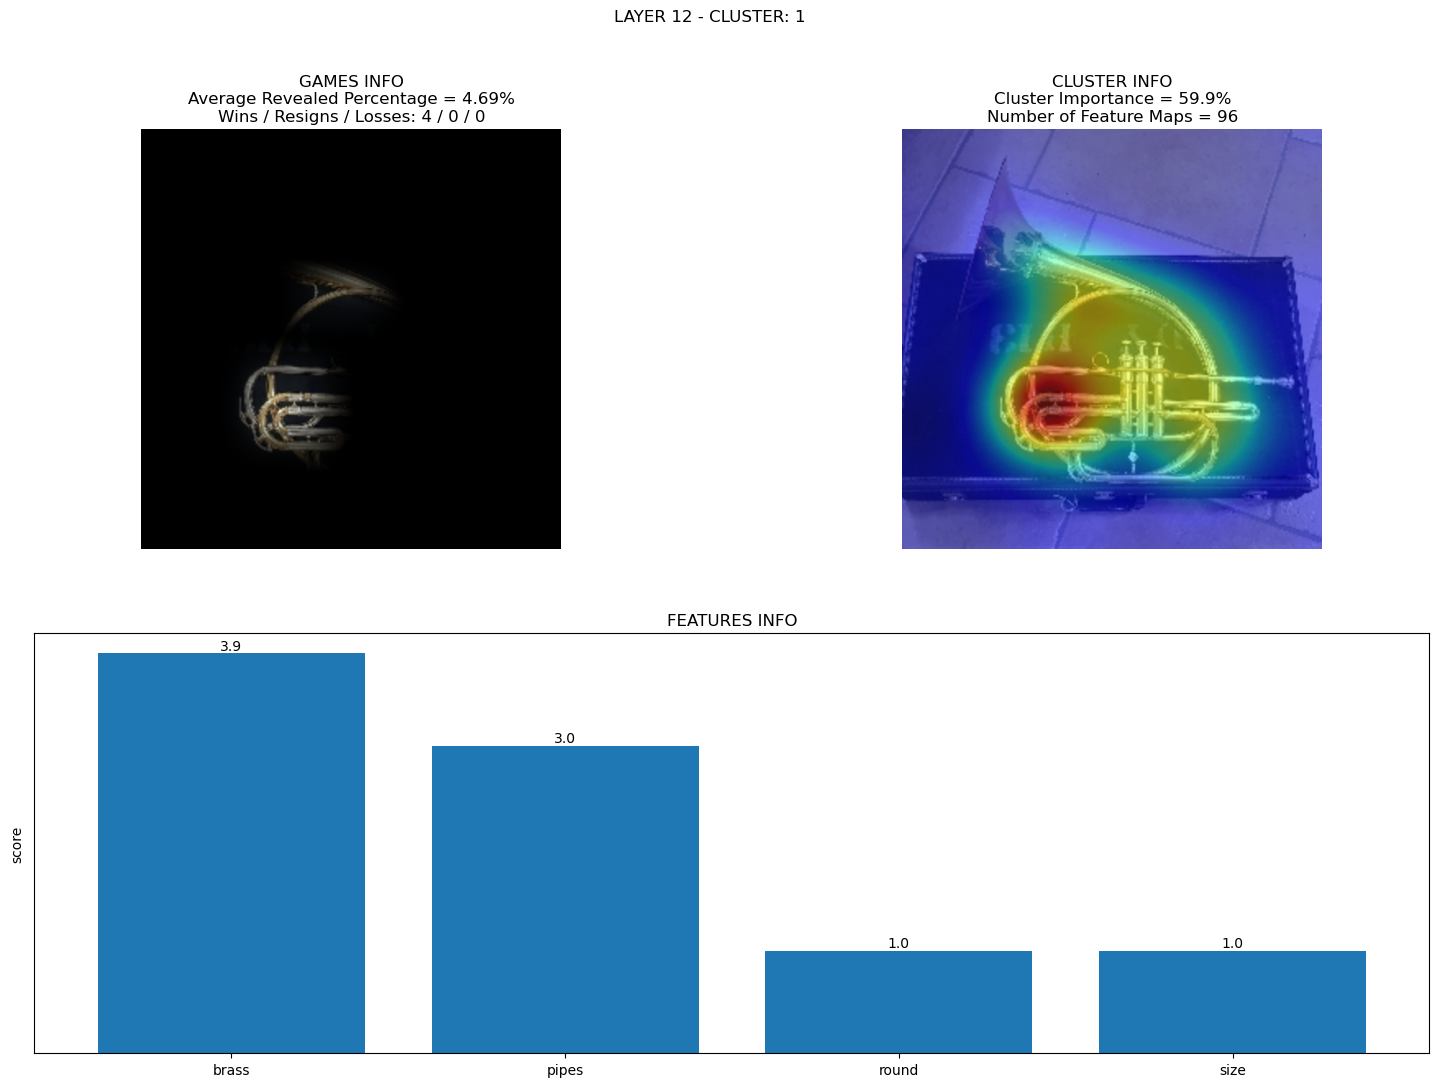 LAYER 12 - CLUSTER: 1
GAMES INFO
Average Revealed Percentage = 4.69%
Wins / Resigns / Losses: 4 / 0 / 0
CLUSTER INFO
Cluster Importance = 59.9%
Number of Feature Maps = 96
FEATURES INFO
score
3.9
3.0
1.0
1.0
brass
pipes
round
size